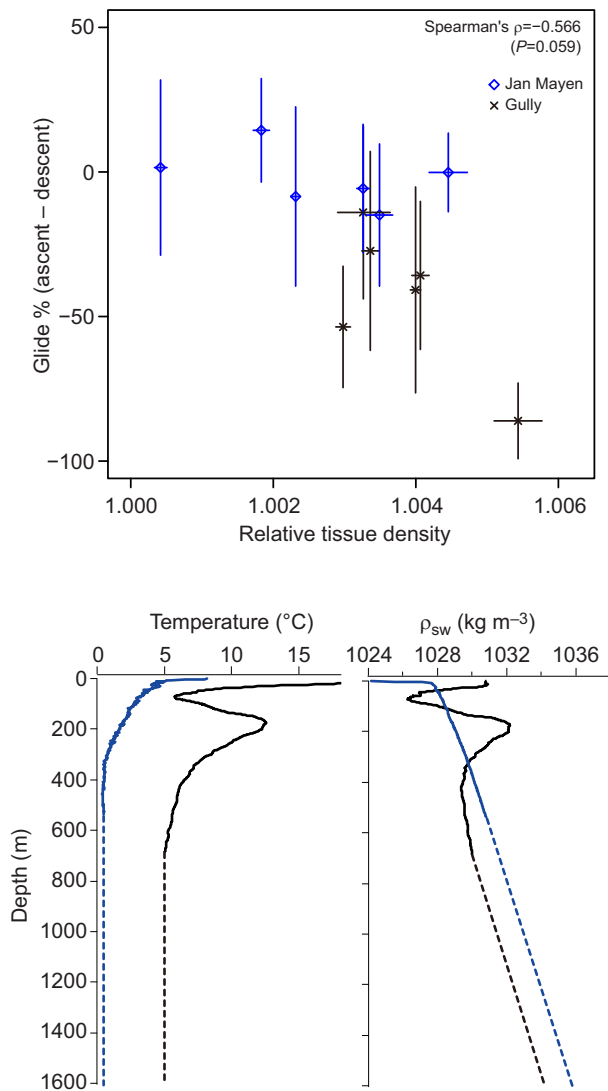 50
0
−50
−100
Glide % (ascent – descent)
Spearman's ρ=−0.566
(P=0.059)
Jan Mayen
Gully
1.000 1.002 1.004 1.006
Relative tissue density
Temperature (°C)
0 5 10 15
ρsw (kg m–3)
1024 1028 1032 1036
Depth (m)
0
200
400
600
800
1000
1200
1400
1600